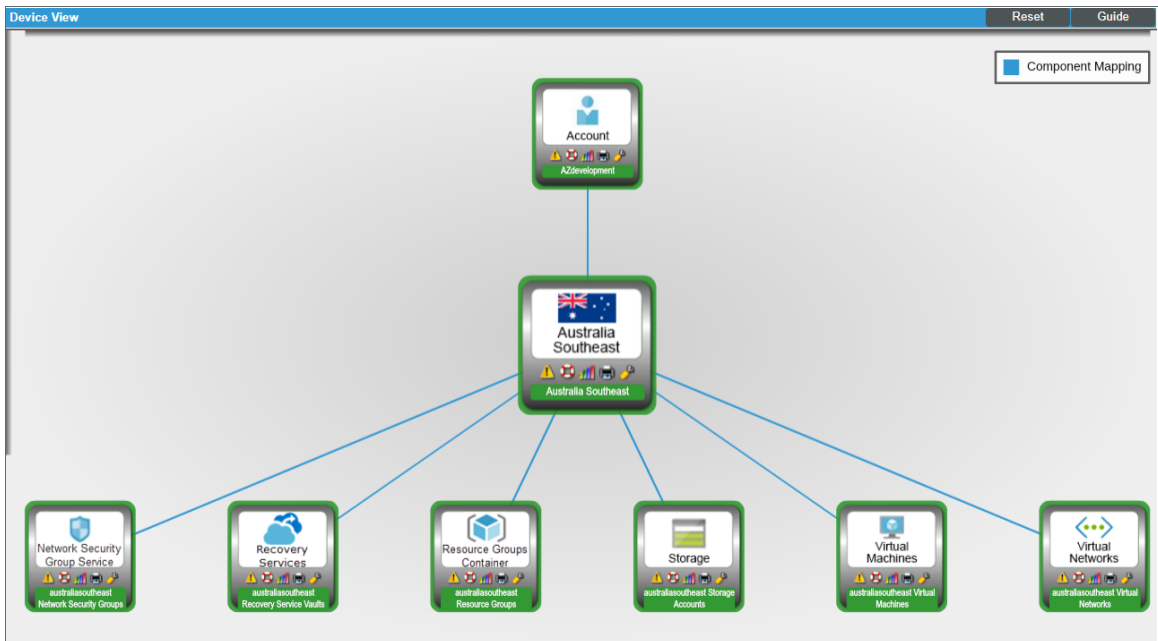 Device View
Reset
Guide
Component Mapping
Account
AZdevelopment
Australia
Southeast
Australia Southeast
Network Security
Group Service
australiasoutheast
Network Security Groups
Recovery
Services
australiasoutheast
Recovery Service Vaults
Resource Groups
Container
australiasoutheast
Resource Groups
Storage
australiasoutheast Storage
Accounts
Virtual
Machines
australiasoutheast Virtual
Machines
Virtual
Networks
australiasoutheast Virtual
Networks